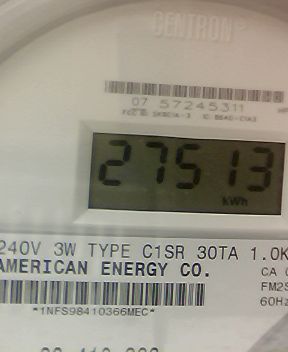 CENTRON
07 57245311
27513
kWh
240V 3W TYPE C1SR 30TA 1.0K
AMERICAN ENERGY CO.
CA
FM2S
60Hz
*1NFS98410366MEC*